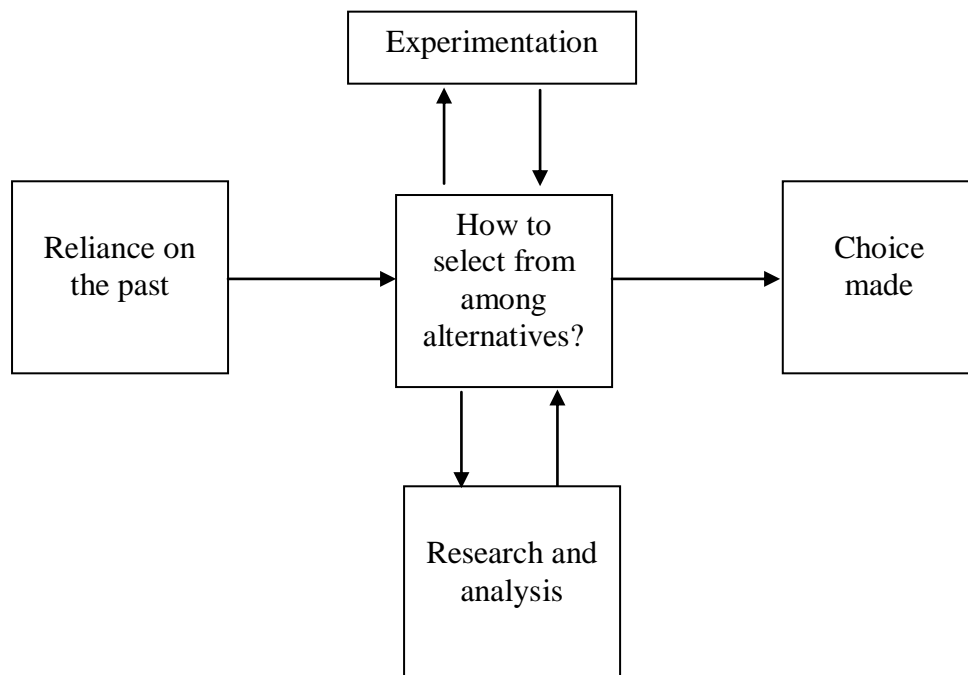 Experimentation
Reliance on
the past
How to
select from
among
alternatives?
Choice
made
Research and
analysis